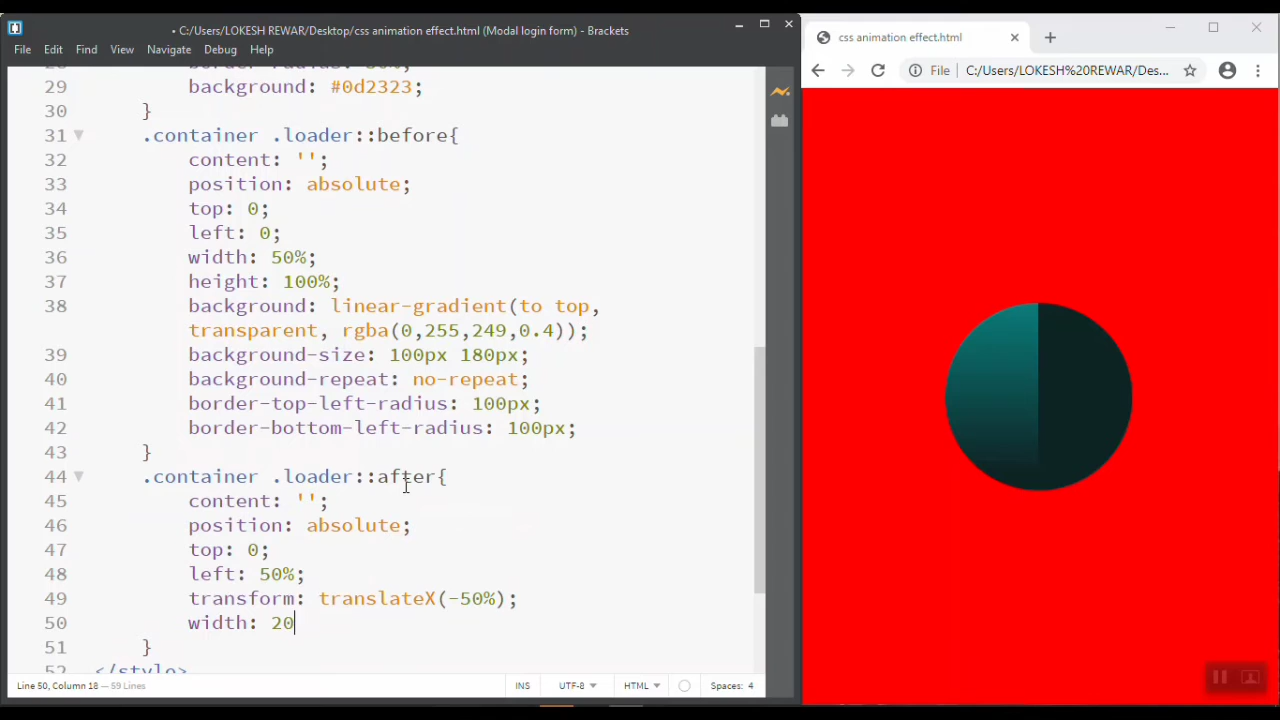 • C:/Users/LOKESH REWAR/Desktop/css animation effect.html (Modal login form) - Brackets
File Edit Find View Navigate Debug Help
29 background: #0d2323;
30 }
31 .container .loader::before{
32 content: '';
33 position: absolute;
34 top: 0;
35 left: 0;
36 width: 50%;
37 height: 100%;
38 background: linear-gradient(to top,
transparent, rgba(0,255,249,0.4));
39 background-size: 100px 180px;
40 background-repeat: no-repeat;
41 border-top-left-radius: 100px;
42 border-bottom-left-radius: 100px;
43 }
44 .container .loader::after{
45 content: '';
46 position: absolute;
47 top: 0;
48 left: 50%;
49 transform: translateX(-50%);
50 width: 20
51 }
52 </style>
Line 50, Column 18 — 59 Lines
INS UTF-8 HTML Spaces: 4
css animation effect.html
File | C:/Users/LOKESH%20REWAR/Des...